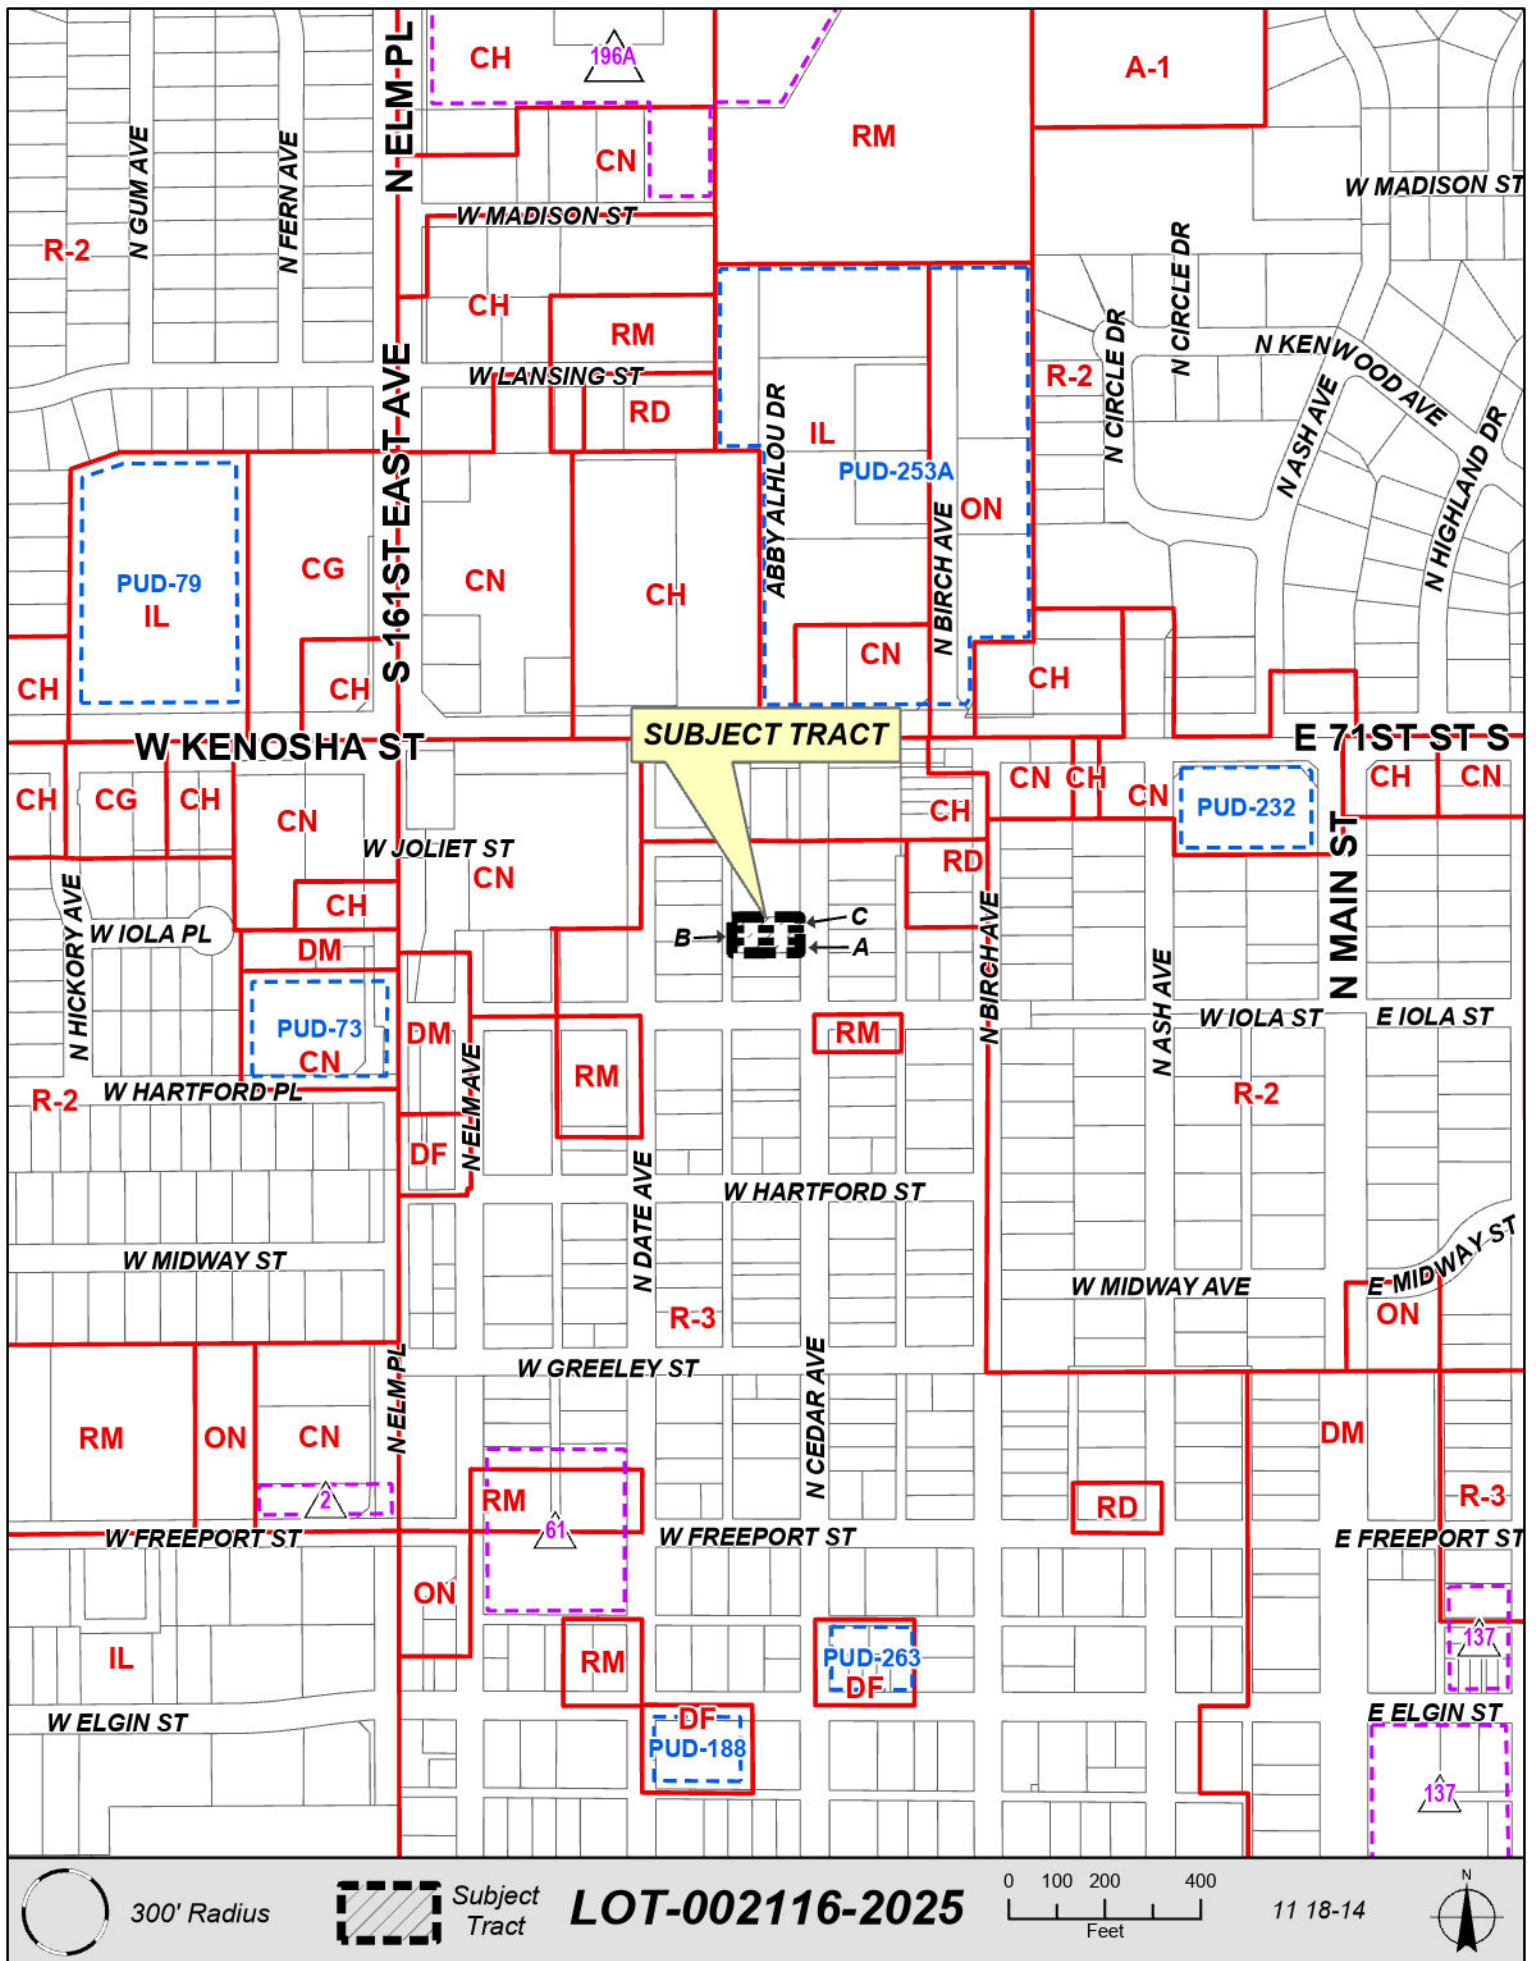 N ELM PL
CH
196A
A-1
RM
CN
N GUM AVE
N FERN AVE
W MADISON ST
W MADISON ST
R-2
N CIRCLE DR
CH
RM
N CIRCLE DR
N KENWOOD AVE
W LANSING ST
R-2
RD
S 161ST EAST AVE
ABBY ALHLOU DR
IL
N ASH AVE
N HIGHLAND DR
PUD-253A
ON
N BIRCH AVE
PUD-79
IL
CG
CN
CH
CN
CH
CH
CH
SUBJECT TRACT
W KENOSHA ST
E 71ST ST S
CH
CG
CH
CN
CN
CH
CN
PUD-232
CH
CN
CH
W JOLIET ST
CN
RD
N MAIN ST
CH
N HICKORY AVE
W IOLA PL
DM
B
C
A
N BIRCH AVE
N ASH AVE
PUD-73
CN
DM
N ELM AVE
RM
RM
W IOLA ST
E IOLA ST
R-2
W HARTFORD PL
R-2
DF
N DATE AVE
W HARTFORD ST
W MIDWAY ST
W MIDWAY AVE
E MIDWAY ST
ON
R-3
N ELM PL
W GREELEY ST
N CEDAR AVE
RM
ON
CN
DM
2
RM
61
RD
R-3
W FREEPORT ST
W FREEPORT ST
E FREEPORT ST
ON
137
IL
RM
PUD-263
DF
W ELGIN ST
DF
PUD-188
E ELGIN ST
137
300' Radius
Subject
Tract
LOT-002116-2025
0 100 200 400
Feet
11 18-14
N